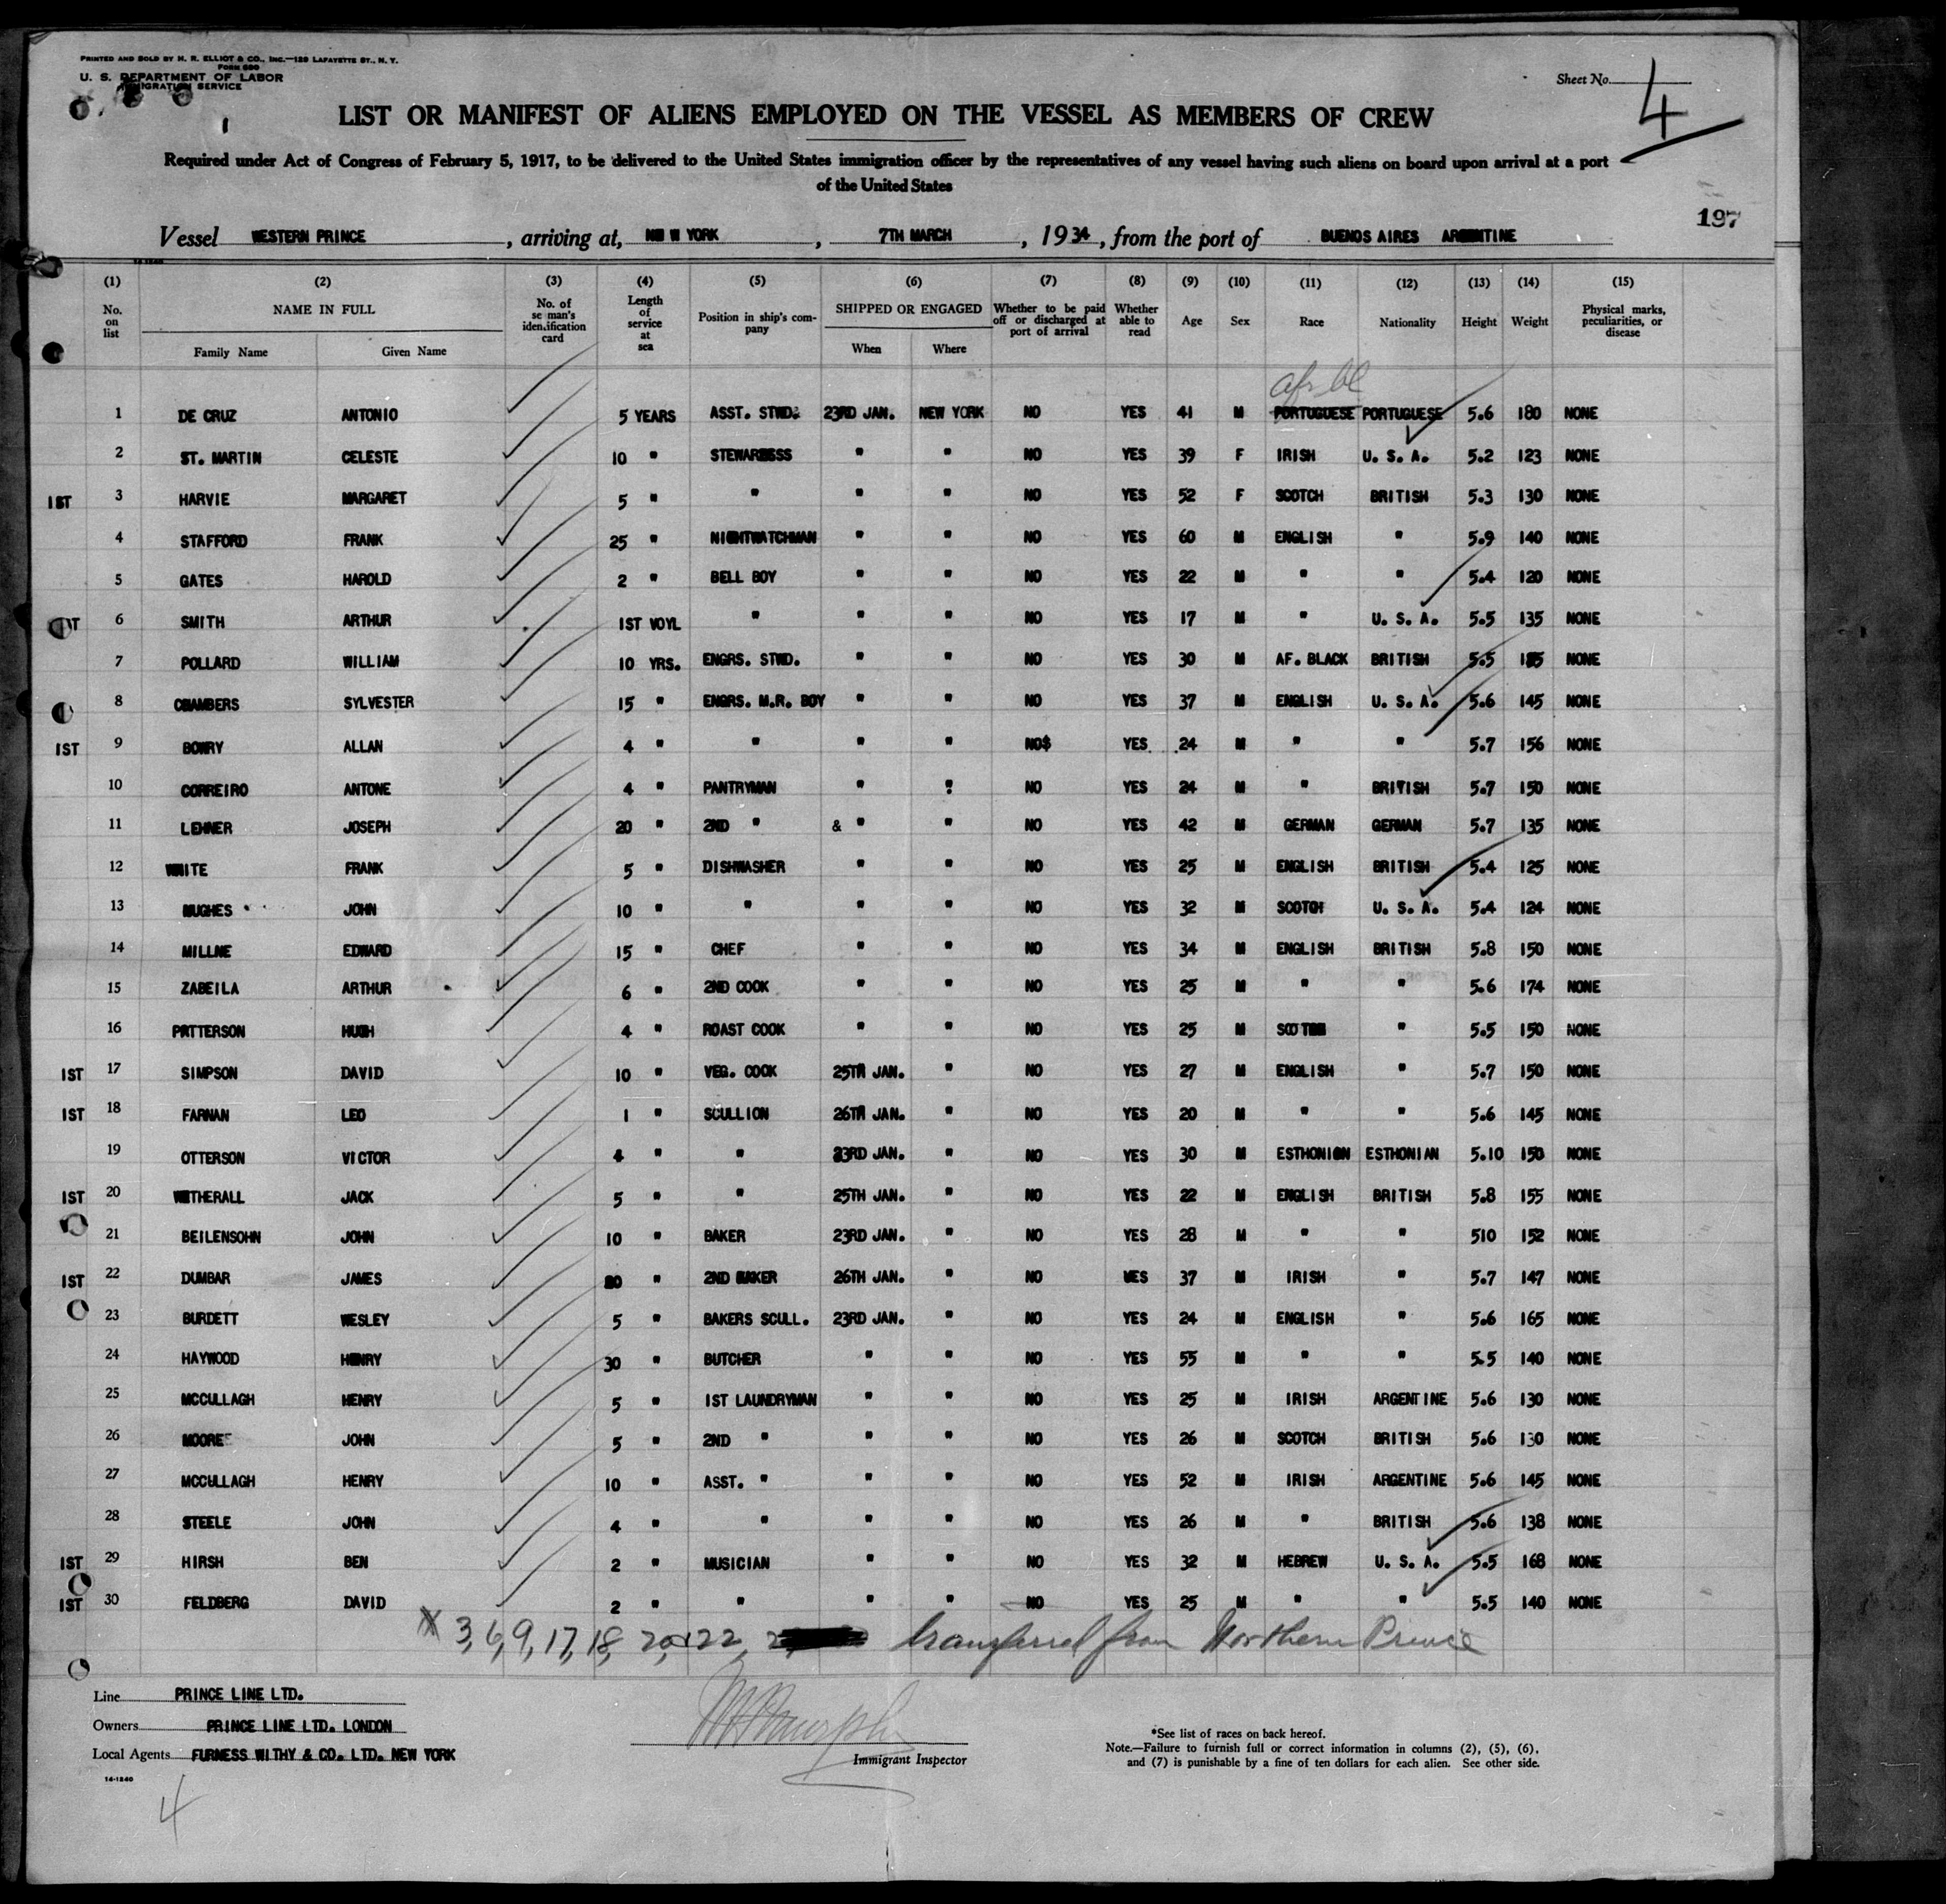 PRINTED AND SOLD BY H. R. ELLIOT & CO., INC.—129 LAFAYETTE ST., N. Y.
FORM 680
U. S. DEPARTMENT OF LABOR
IMMIGRATION SERVICE
Sheet No. 4
LIST OR MANIFEST OF ALIENS EMPLOYED ON THE VESSEL AS MEMBERS OF CREW
Required under Act of Congress of February 5, 1917, to be delivered to the United States immigration officer by the representatives of any vessel having such aliens on board upon arrival at a port
of the United States
197
Vessel WESTERN PRINCE, arriving at, NEW YORK, 7TH MARCH, 1934, from the port of BUENOS AIRES ARGENTINE
(1) (2) (3) (4) (5) (6) (7) (8) (9) (10) (11) (12) (13) (14) (15)
No. on list NAME IN FULL Family Name Given Name No. of seaman's identification card Length of service at sea Position in ship's company SHIPPED OR ENGAGED When Where Whether to be paid off or discharged at port of arrival Whether able to read Age Sex Race Nationality Height Weight Physical marks, peculiarities, or disease
afr bl
1 DE CRUZ ANTONIO 5 YEARS ASST. STWD. 23RD JAN. NEW YORK NO YES 41 M PORTUGUESE PORTUGUESE 5.6 180 NONE
2 ST. MARTIN CELESTE 10 " STEWARESS " " NO YES 39 F IRISH U. S. A. 5.2 123 NONE
1ST 3 HARVIE MARGARET 5 " " " " NO YES 52 F SCOTCH BRITISH 5.3 130 NONE
4 STAFFORD FRANK 25 " NIGHTWATCHMAN " " NO YES 60 M ENGLISH " 5.9 140 NONE
5 GATES HAROLD 2 " BELL BOY " " NO YES 22 M " " 5.4 120 NONE
1ST 6 SMITH ARTHUR 1ST VOYL " " " NO YES 17 M " U. S. A. 5.5 135 NONE
7 POLLARD WILLIAM 10 YRS. ENGRS. STWD. " " NO YES 30 M AF. BLACK BRITISH 5.5 NONE
8 CHAMBERS SYLVESTER 15 " ENGRS. M.R. BOY " " NO YES 37 M ENGLISH U. S. A. 5.6 145 NONE
1ST 9 BOWRY ALLAN 4 " " " " NO$ YES 24 M " " 5.7 156 NONE
10 CORREIRO ANTONE 4 " PANTRYMAN " " NO YES 24 M " BRITISH 5.7 150 NONE
11 LEHNER JOSEPH 20 " 2ND " & " " NO YES 42 M GERMAN GERMAN 5.7 135 NONE
12 WHITE FRANK 5 " DISHWASHER " " NO YES 25 M ENGLISH BRITISH 5.4 125 NONE
13 HUGHES JOHN 10 " " " " NO YES 32 M SCOTCH U. S. A. 5.4 124 NONE
14 MILLNE EDWARD 15 " CHEF " " NO YES 34 M ENGLISH BRITISH 5.8 150 NONE
15 ZABEILA ARTHUR 6 " 2ND COOK " " NO YES 25 M " " 5.6 174 NONE
16 PATTERSON HUGH 4 " ROAST COOK " " NO YES 25 M " 5.5 150 NONE
1ST 17 SIMPSON DAVID 10 " VEG. COOK 25TH JAN. " NO YES 27 M ENGLISH " 5.7 150 NONE
1ST 18 FARNAN LEO 1 " SCULLION 26TH JAN. " NO YES 20 M " " 5.6 145 NONE
19 OTTERSON VICTOR 4 " " 23RD JAN. " NO YES 30 M ESTHONIAN ESTHONIAN 5.10 150 NONE
1ST 20 WETHERALL JACK 5 " " 25TH JAN. " NO YES 22 M ENGLISH BRITISH 5.8 155 NONE
21 BEILENSOHN JOHN 10 " BAKER 23RD JAN. " NO YES 28 M " " 510 152 NONE
1ST 22 DUMBAR JAMES 20 " 2ND BAKER 26TH JAN. " NO YES 37 M IRISH " 5.7 147 NONE
23 BURDETT WESLEY 5 " BAKERS SCULL. 23RD JAN. " NO YES 24 M ENGLISH " 5.6 165 NONE
24 HAYWOOD HENRY 30 " BUTCHER " " NO YES 55 M " " 5.5 140 NONE
25 MCCULLAGH HENRY 5 " 1ST LAUNDRYMAN " " NO YES 25 M IRISH ARGENTINE 5.6 130 NONE
26 MOORE JOHN 5 " 2ND " " " NO YES 26 M SCOTCH BRITISH 5.6 130 NONE
27 MCCULLAGH HENRY 10 " ASST. " " " NO YES 52 M IRISH ARGENTINE 5.6 145 NONE
28 STEELE JOHN 4 " " " " NO YES 26 M " BRITISH 5.6 138 NONE
1ST 29 HIRSH BEN 2 " MUSICIAN " " NO YES 32 M HEBREW U. S. A. 5.5 168 NONE
1ST 30 FELDBERG DAVID 2 " " " " NO YES 25 M " " 5.5 140 NONE
X 3, 6, 9, 17, 18, 20, & 22, transferred from Northern Prince
Line PRINCE LINE LTD.
Owners PRINCE LINE LTD. LONDON
Local Agents FURNESS WITHY & CO. LTD. NEW YORK
14-1240
Immigrant Inspector
*See list of races on back hereof.
Note.—Failure to furnish full or correct information in columns (2), (5), (6),
and (7) is punishable by a fine of ten dollars for each alien. See other side.
4